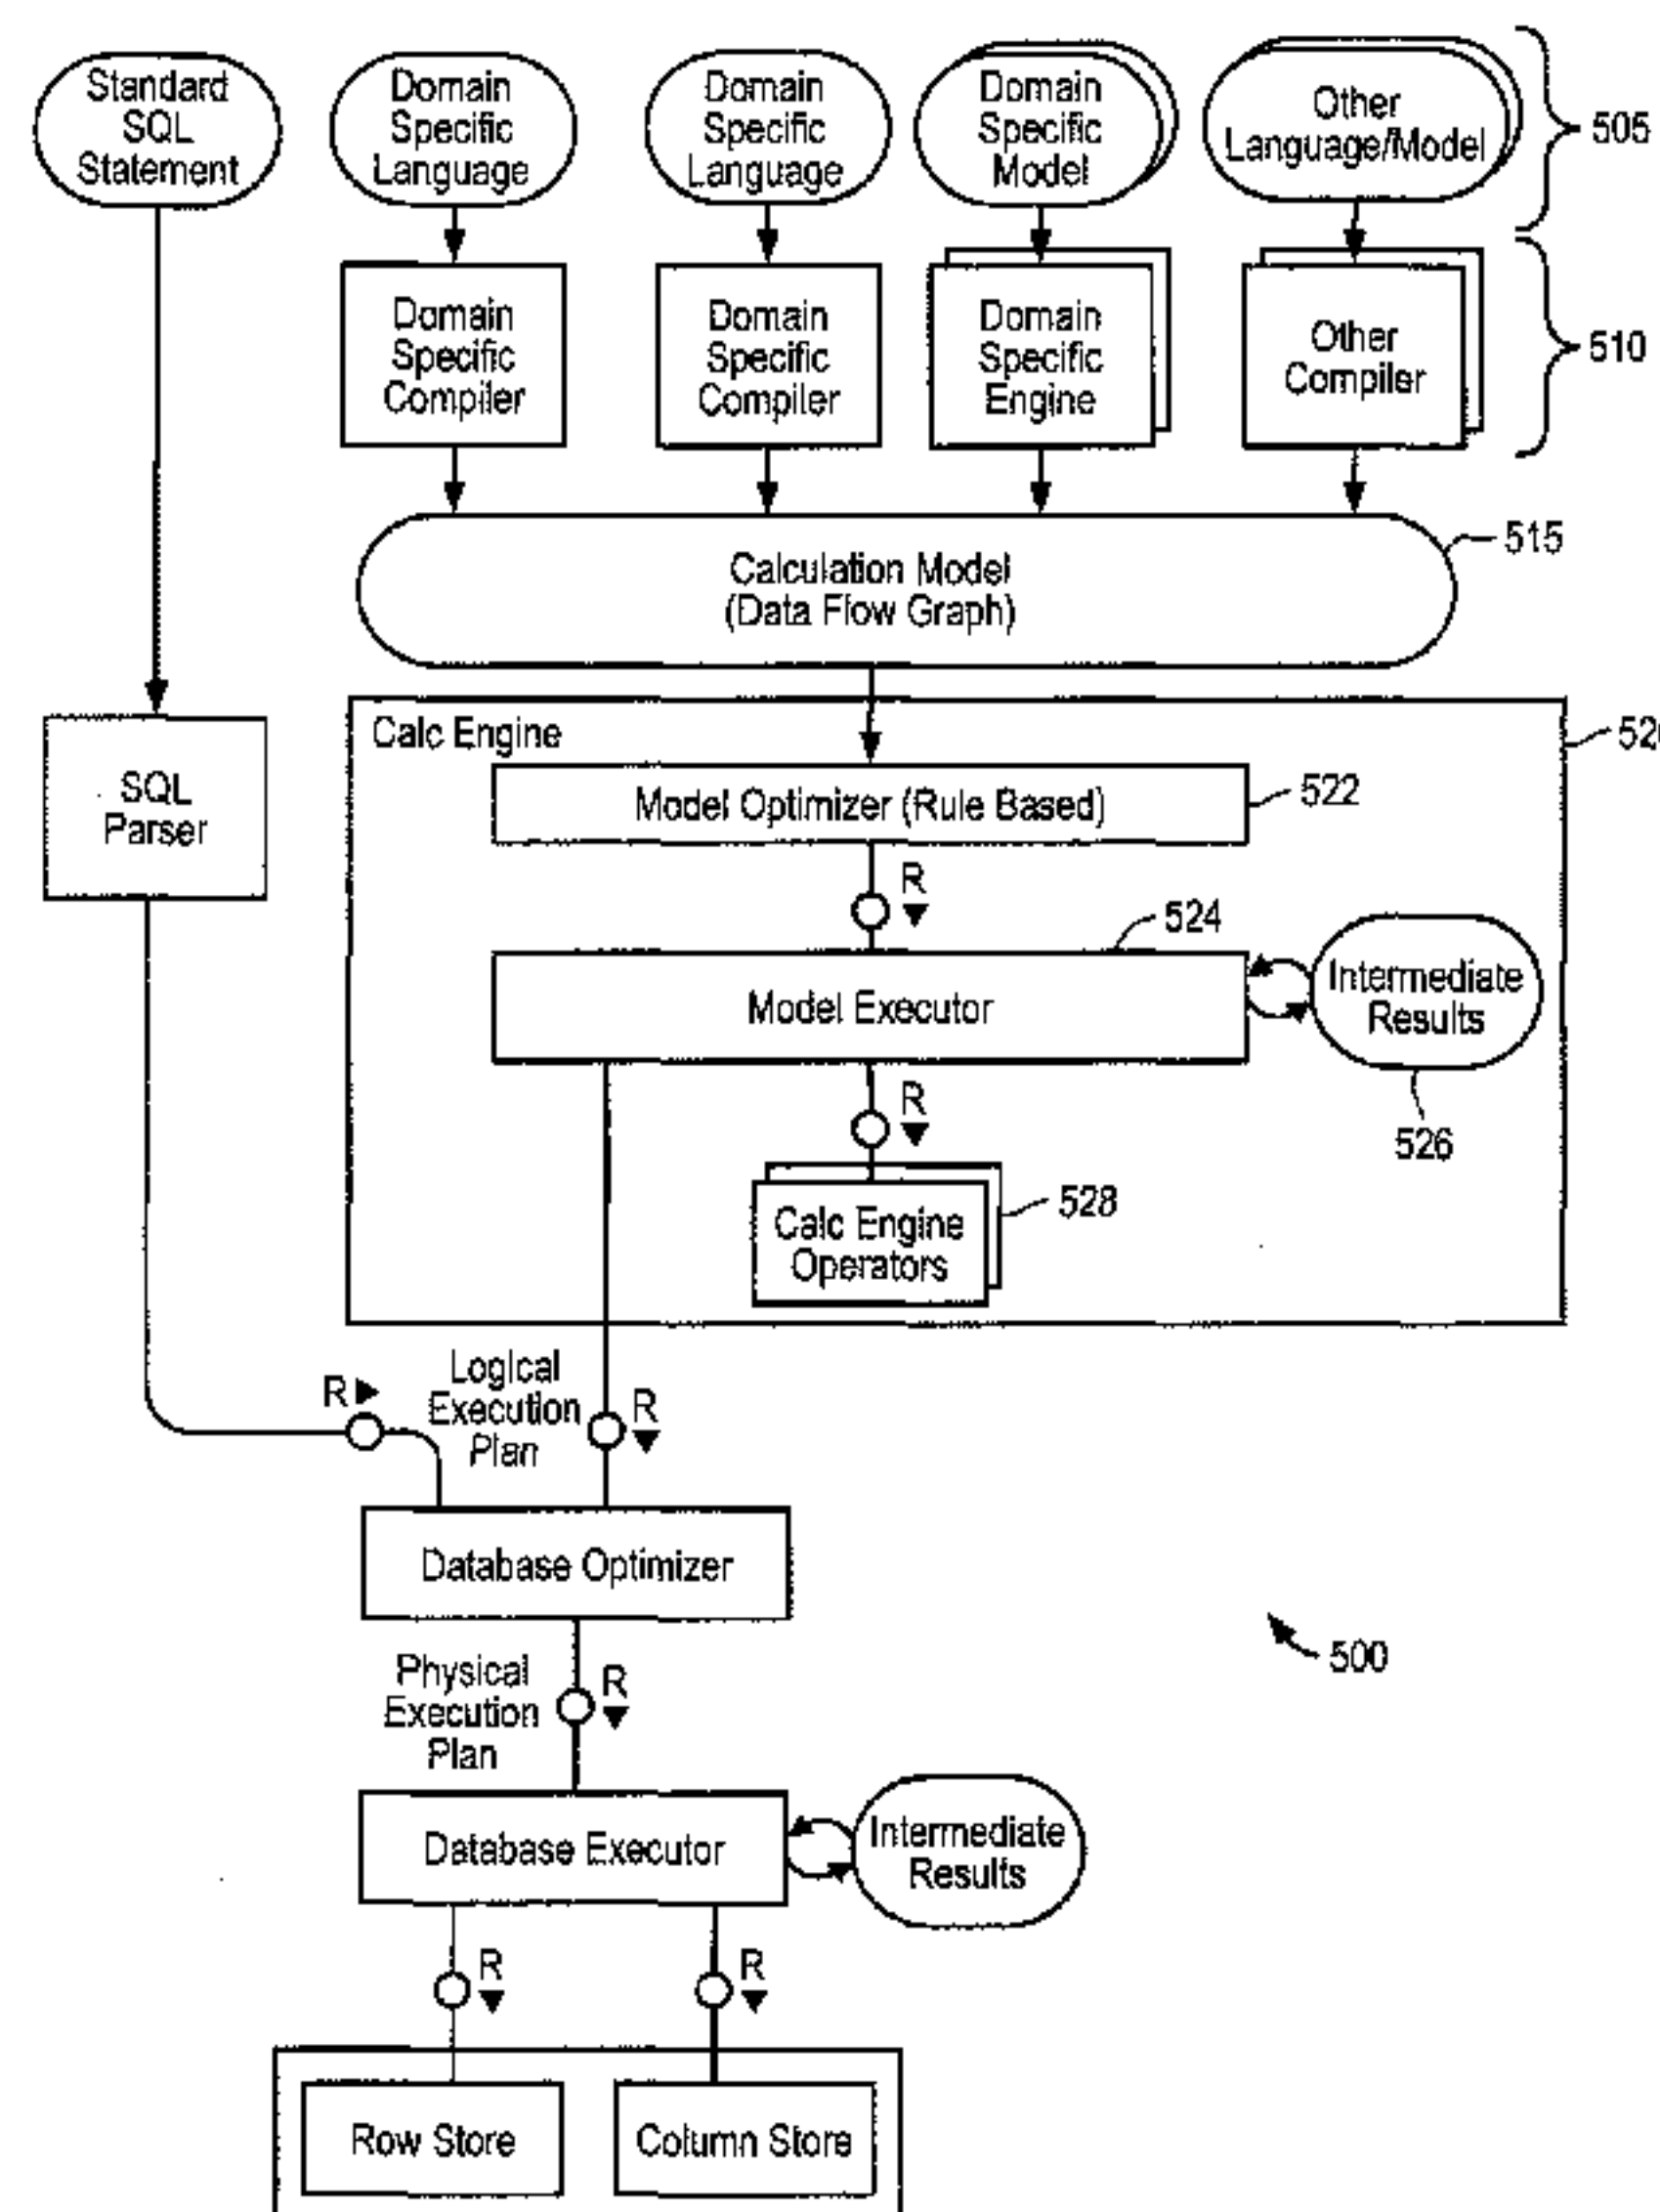 Standard
SQL
Statement
Domain
Specific
Language
Domain
Specific
Language
Domain
Specific
Model
Other
Language/Model
505
Domain
Specific
Compiler
Domain
Specific
Compiler
Domain
Specific
Engine
Other
Compiler
510
Calculation Model
(Data Flow Graph)
515
SQL
Parser
Calc Engine
Model Optimizer (Rule Based)
522
R
524
Model Executor
Intermediate
Results
526
R
Calc Engine
Operators
528
R
Logical
Execution
Plan
R
Database Optimizer
500
Physical
Execution
Plan
R
Database Executor
Intermediate
Results
R
R
Row Store
Column Store